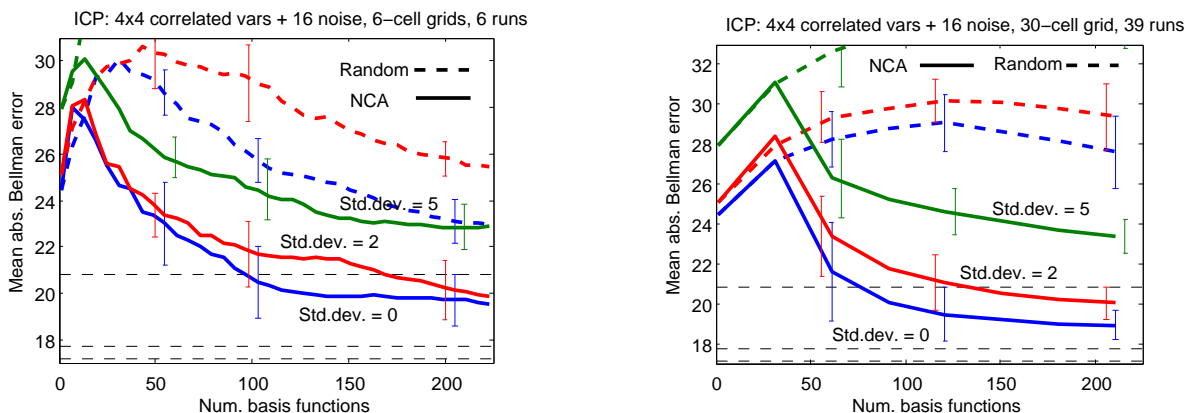 ICP: 4x4 correlated vars + 16 noise, 6−cell grids, 6 runs
30
28
26
24
22
20
18
Mean abs. Bellman error
Random
NCA
Std.dev. = 5
Std.dev. = 2
Std.dev. = 0
0 50 100 150 200
Num. basis functions
ICP: 4x4 correlated vars + 16 noise, 30−cell grid, 39 runs
32
30
28
26
24
22
20
18
Mean abs. Bellman error
NCA Random
Std.dev. = 5
Std.dev. = 2
Std.dev. = 0
0 50 100 150 200
Num. basis functions